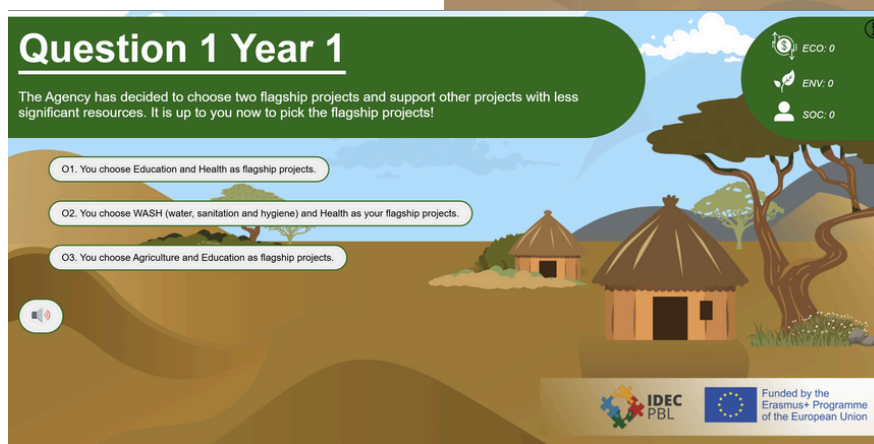 Question 1 Year 1
The Agency has decided to choose two flagship projects and support other projects with less
significant resources. It is up to you now to pick the flagship projects!
ECO: 0
ENV: 0
SOC: 0
O1. You choose Education and Health as flagship projects.
O2. You choose WASH (water, sanitation and hygiene) and Health as your flagship projects.
O3. You choose Agriculture and Education as flagship projects.
IDEC
PBL
Funded by the
Erasmus+ Programme
of the European Union